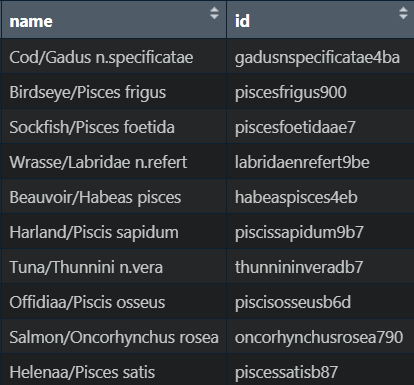 name id
Cod/Gadus n.specificatae gadusnspecificatae4ba
Birdseye/Pisces frigus piscesfrigus900
Sockfish/Pisces foetida piscesfoetidaae7
Wrasse/Labridae n.refert labridaenrefert9be
Beauvoir/Habeas pisces habeaspisces4eb
Harland/Piscis sapidum piscissapidum9b7
Tuna/Thunnini n.vera thunnininveradb7
Offidiaa/Piscis osseus piscisosseusb6d
Salmon/Oncorhynchus rosea oncorhynchusrosea790
Helenaa/Pisces satis piscessatisb87